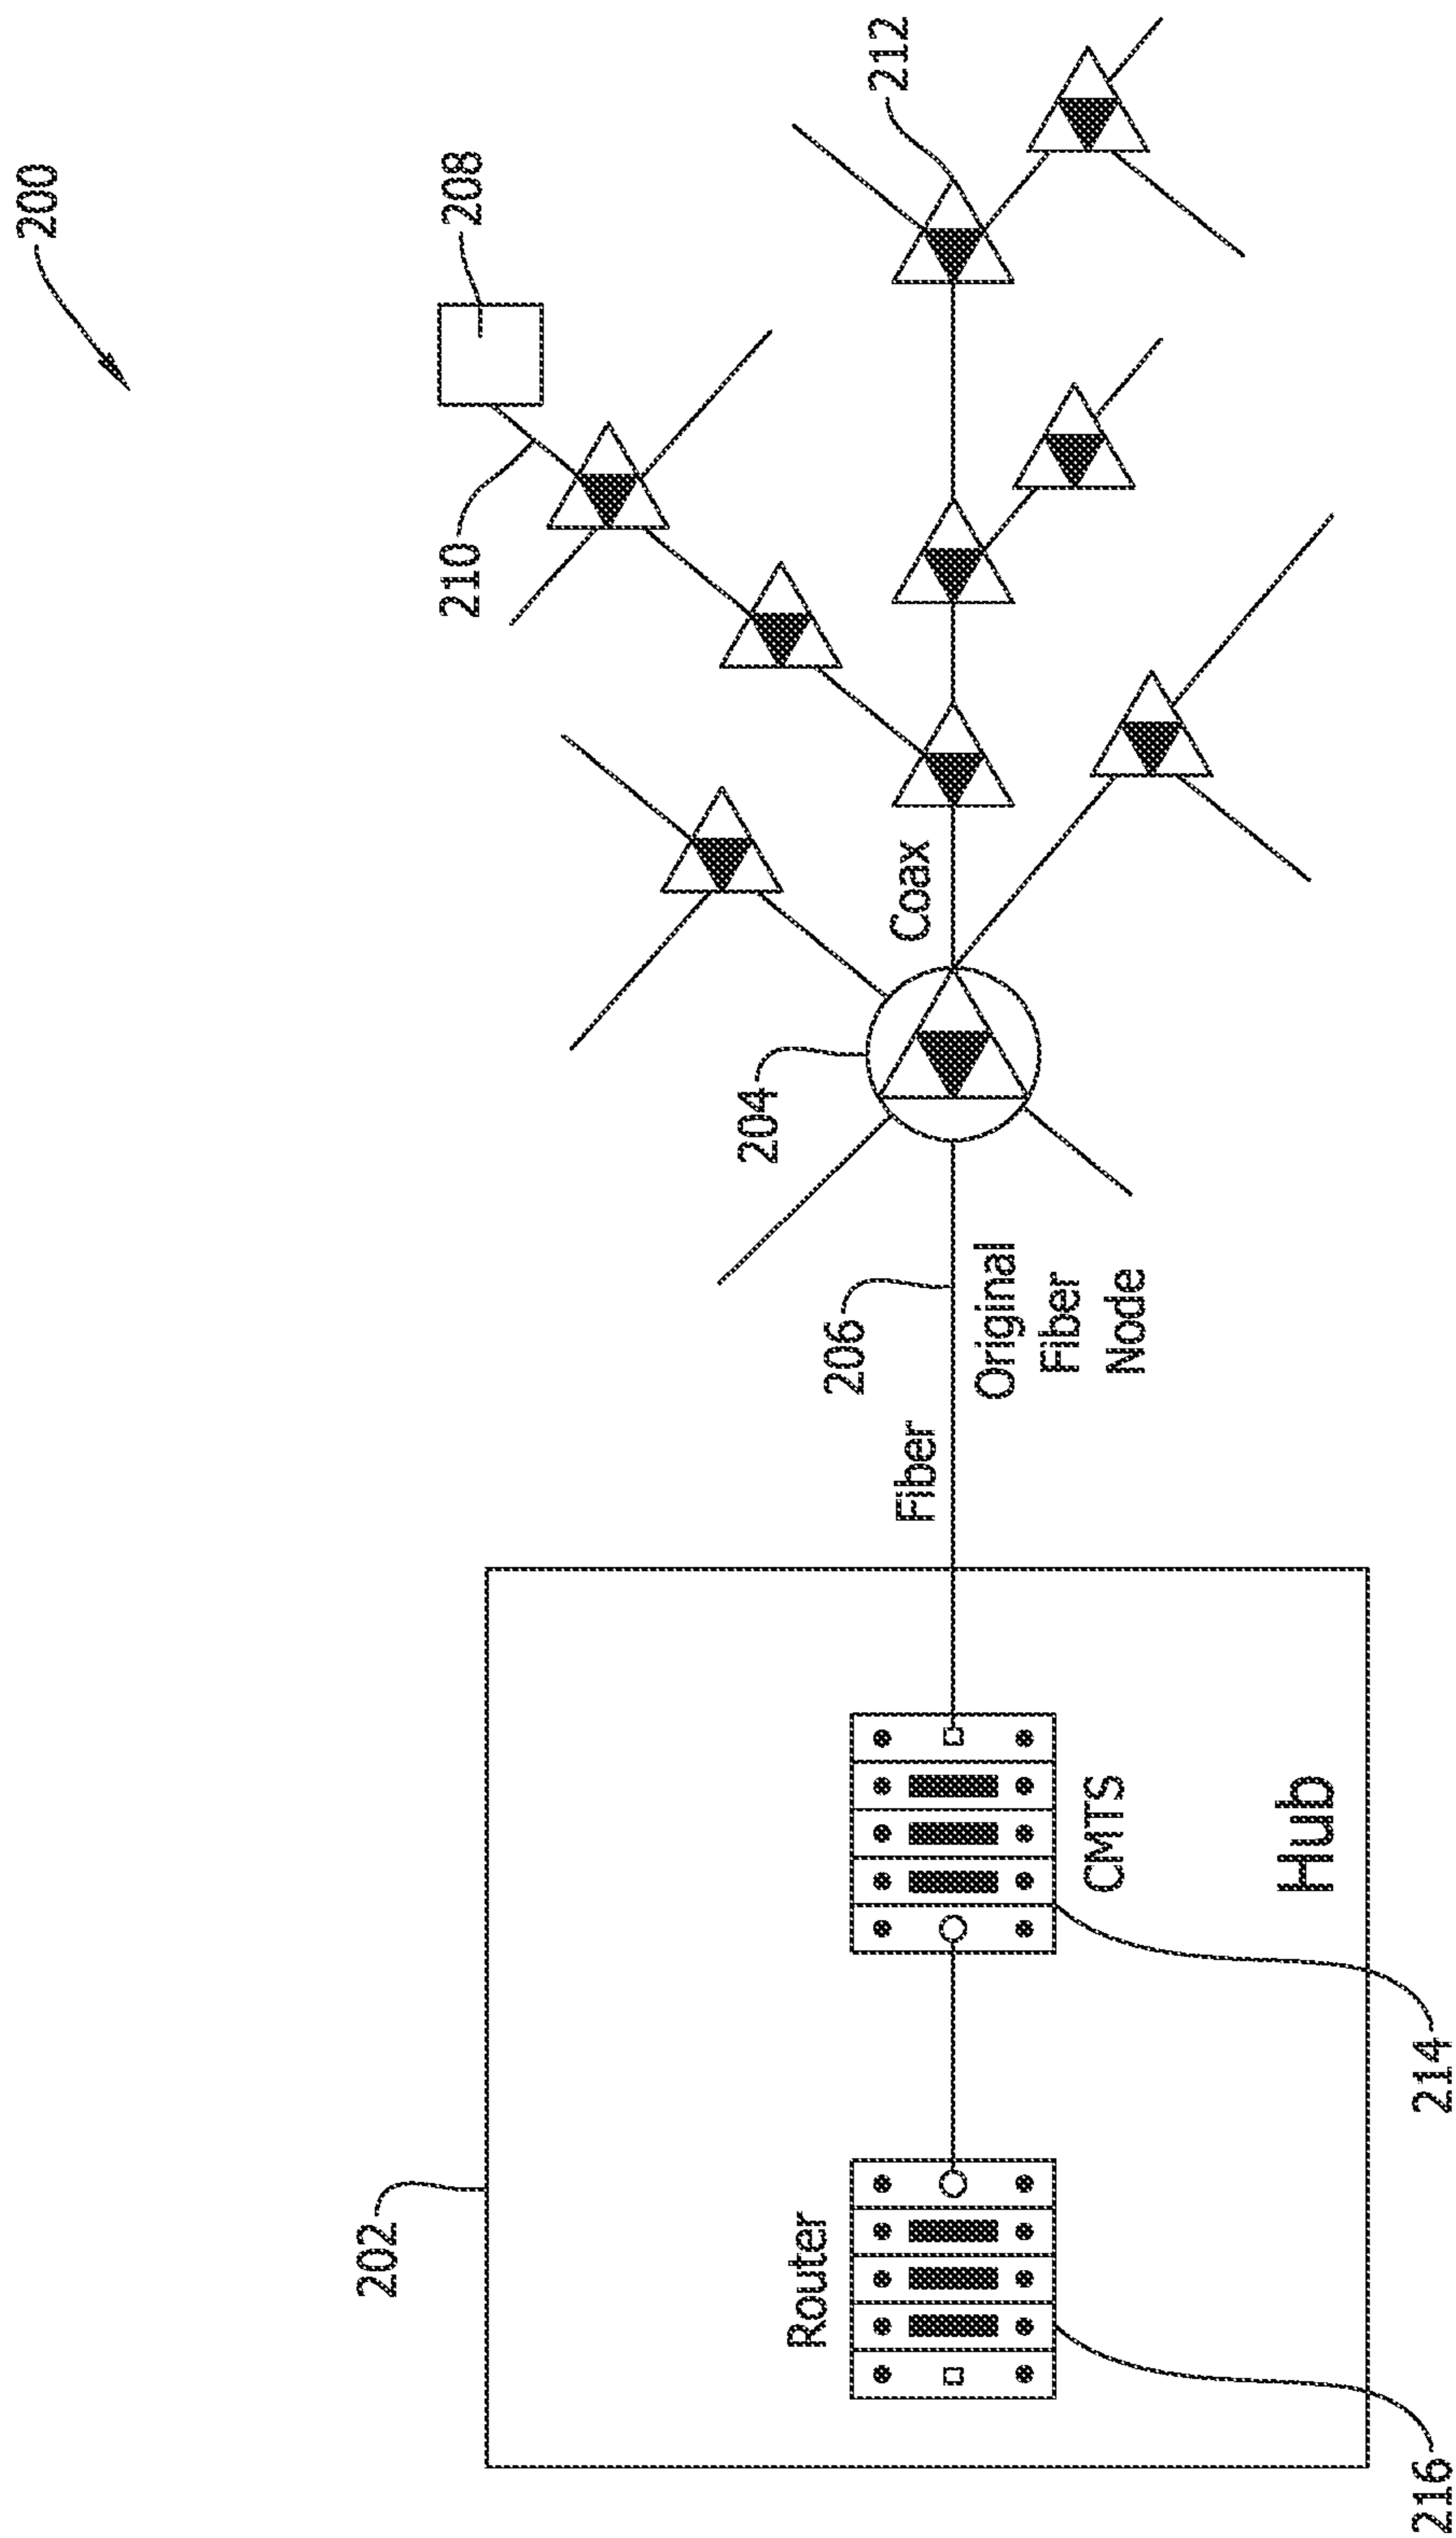 200
208
212
210
204
Coax
206
Fiber
Original
Fiber
Node
202
Router
CMTS
Hub
214
216